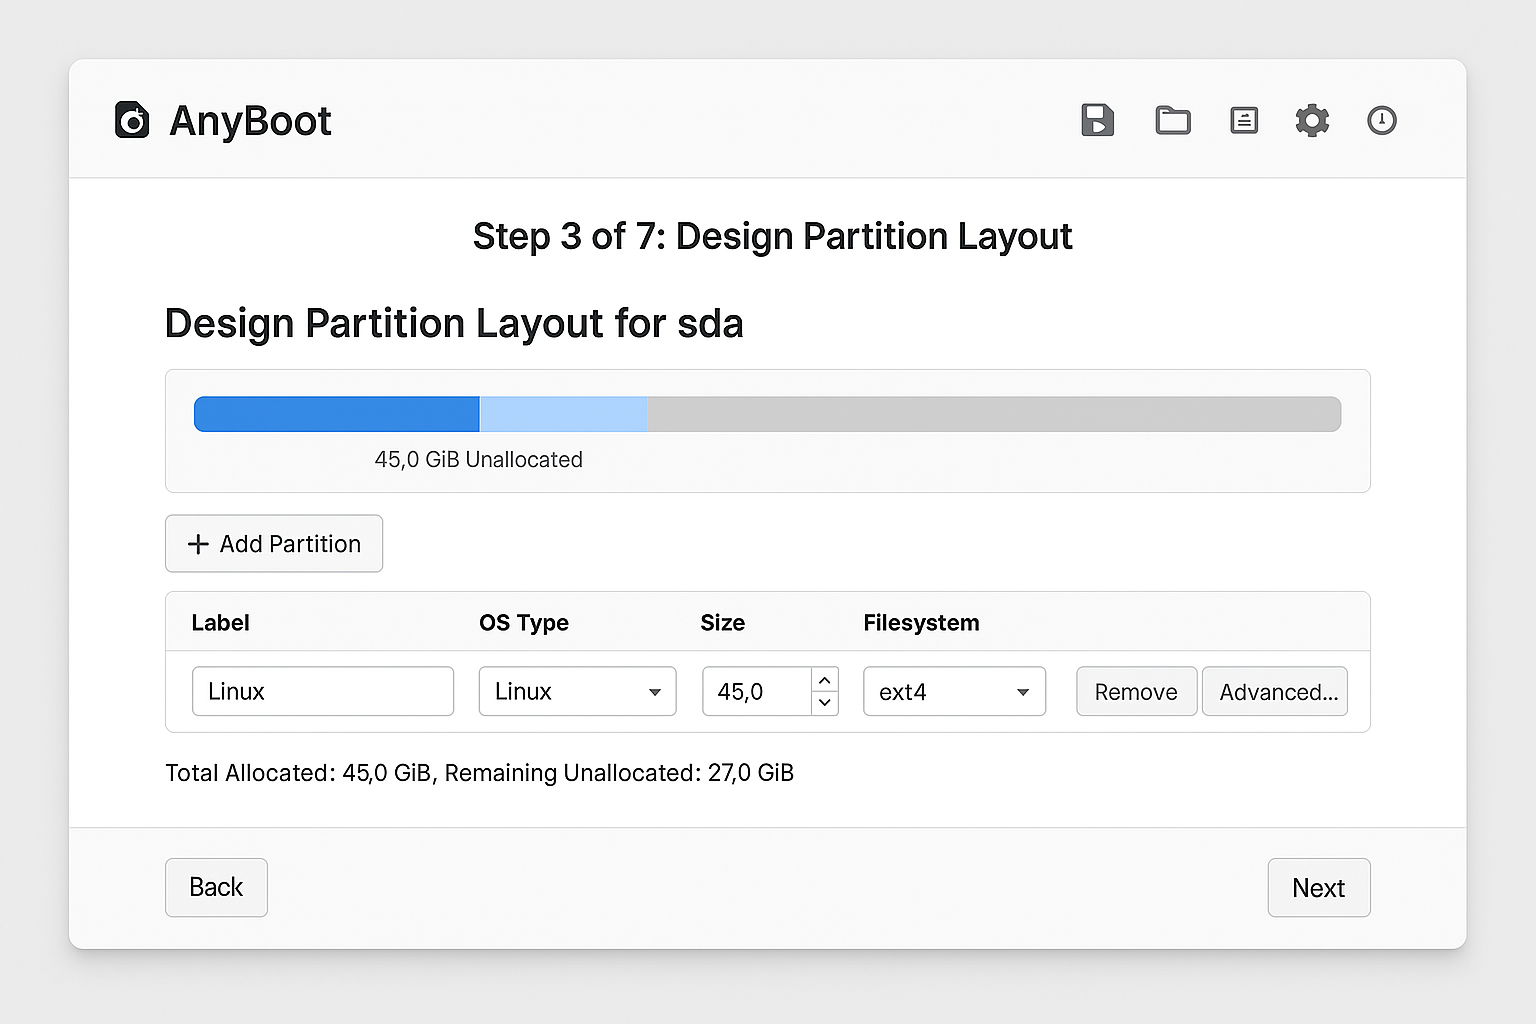 AnyBoot
Step 3 of 7: Design Partition Layout
Design Partition Layout for sda
45,0 GiB Unallocated
+ Add Partition
Label OS Type Size Filesystem
Linux Linux 45,0 ext4 Remove Advanced...
Total Allocated: 45,0 GiB, Remaining Unallocated: 27,0 GiB
Back Next